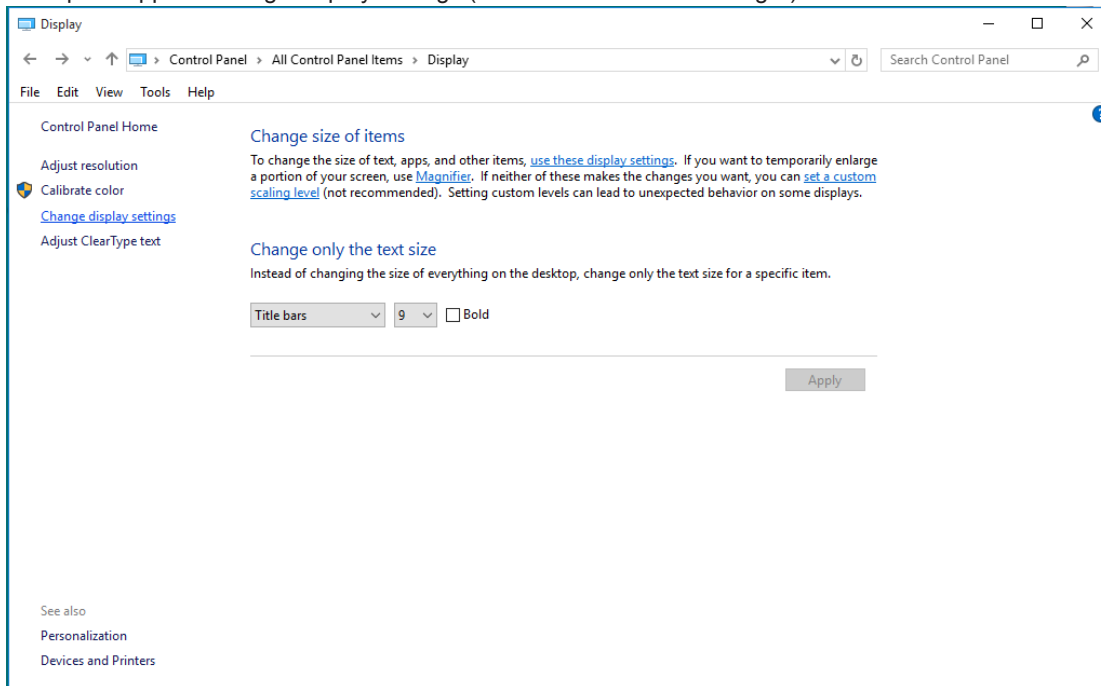 Display
Control Panel > All Control Panel Items > Display
Search Control Panel
File Edit View Tools Help
Control Panel Home
Adjust resolution
Calibrate color
Change display settings
Adjust ClearType text
Change size of items
To change the size of text, apps, and other items, use these display settings. If you want to temporarily enlarge
a portion of your screen, use Magnifier. If neither of these makes the changes you want, you can set a custom
scaling level (not recommended). Setting custom levels can lead to unexpected behavior on some displays.
Change only the text size
Instead of changing the size of everything on the desktop, change only the text size for a specific item.
Title bars 9 Bold
Apply
See also
Personalization
Devices and Printers